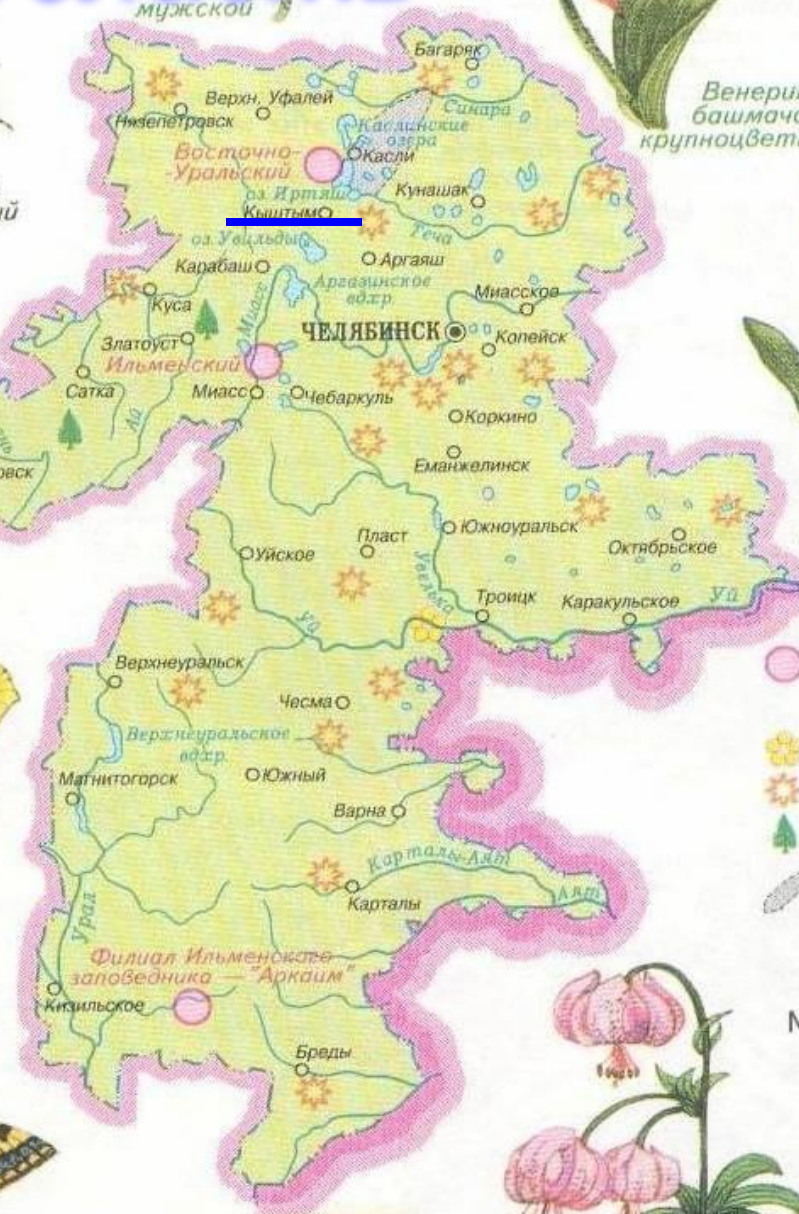 мужской
Багаряк
Венерин
башмачо
крупноцвет
Верхн. Уфалей
Синара
Нязепетровск
Каслинские
озера
Восточно-
-Уральский
Касли
Кунашак
оз. Иртяш
Кыштым
Теча
оз. Увильды
Аргаяш
Карабаш
Аргазинское
вдхр.
Миасское
Куса
Миасс
ЧЕЛЯБИНСК
Копейск
Златоуст
Ильменский
Сатка
Миасс
Чебаркуль
Ай
Коркино
Еманжелинск
овск
Южноуральск
Пласт
Октябрьское
Уйское
Увелька
Троицк
Каракульское
Уй
Уй
Верхнеуральск
Чесма
Верхнеуральское
вдхр.
Магнитогорск
Южный
Варна
Карталы-Аят
Аят
Карталы
Урал
Филиал Ильменского
заповедника — "Аркаим"
Кизильское
Бреды